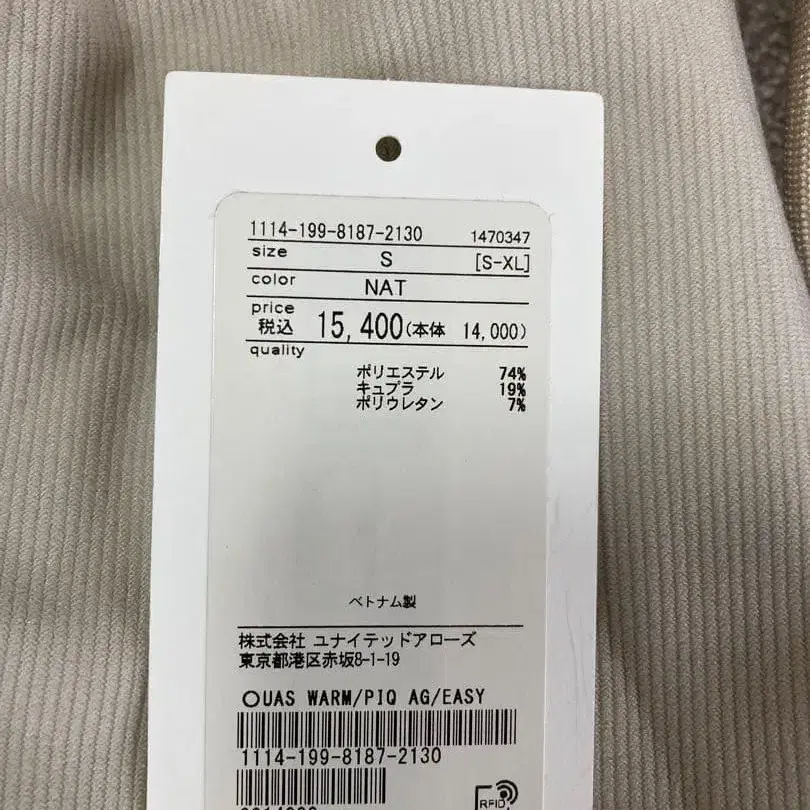 1114-199-8187-2130 1470347
size S [S-XL]
color NAT
price
税込 15,400(本体 14,000)
quality
ポリエステル 74%
キュプラ 19%
ポリウレタン 7%
ベトナム製
株式会社 ユナイテッドアローズ
東京都港区赤坂8-1-19
○UAS WARM/PIQ AG/EASY
1114-199-8187-2130
RFID